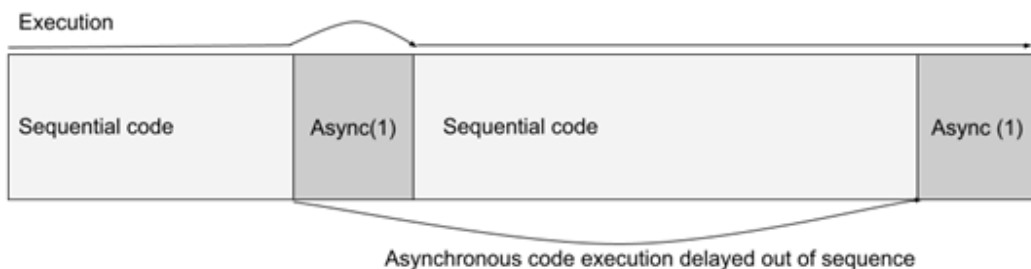 Execution
Sequential code
Async(1)
Sequential code
Async (1)
Asynchronous code execution delayed out of sequence